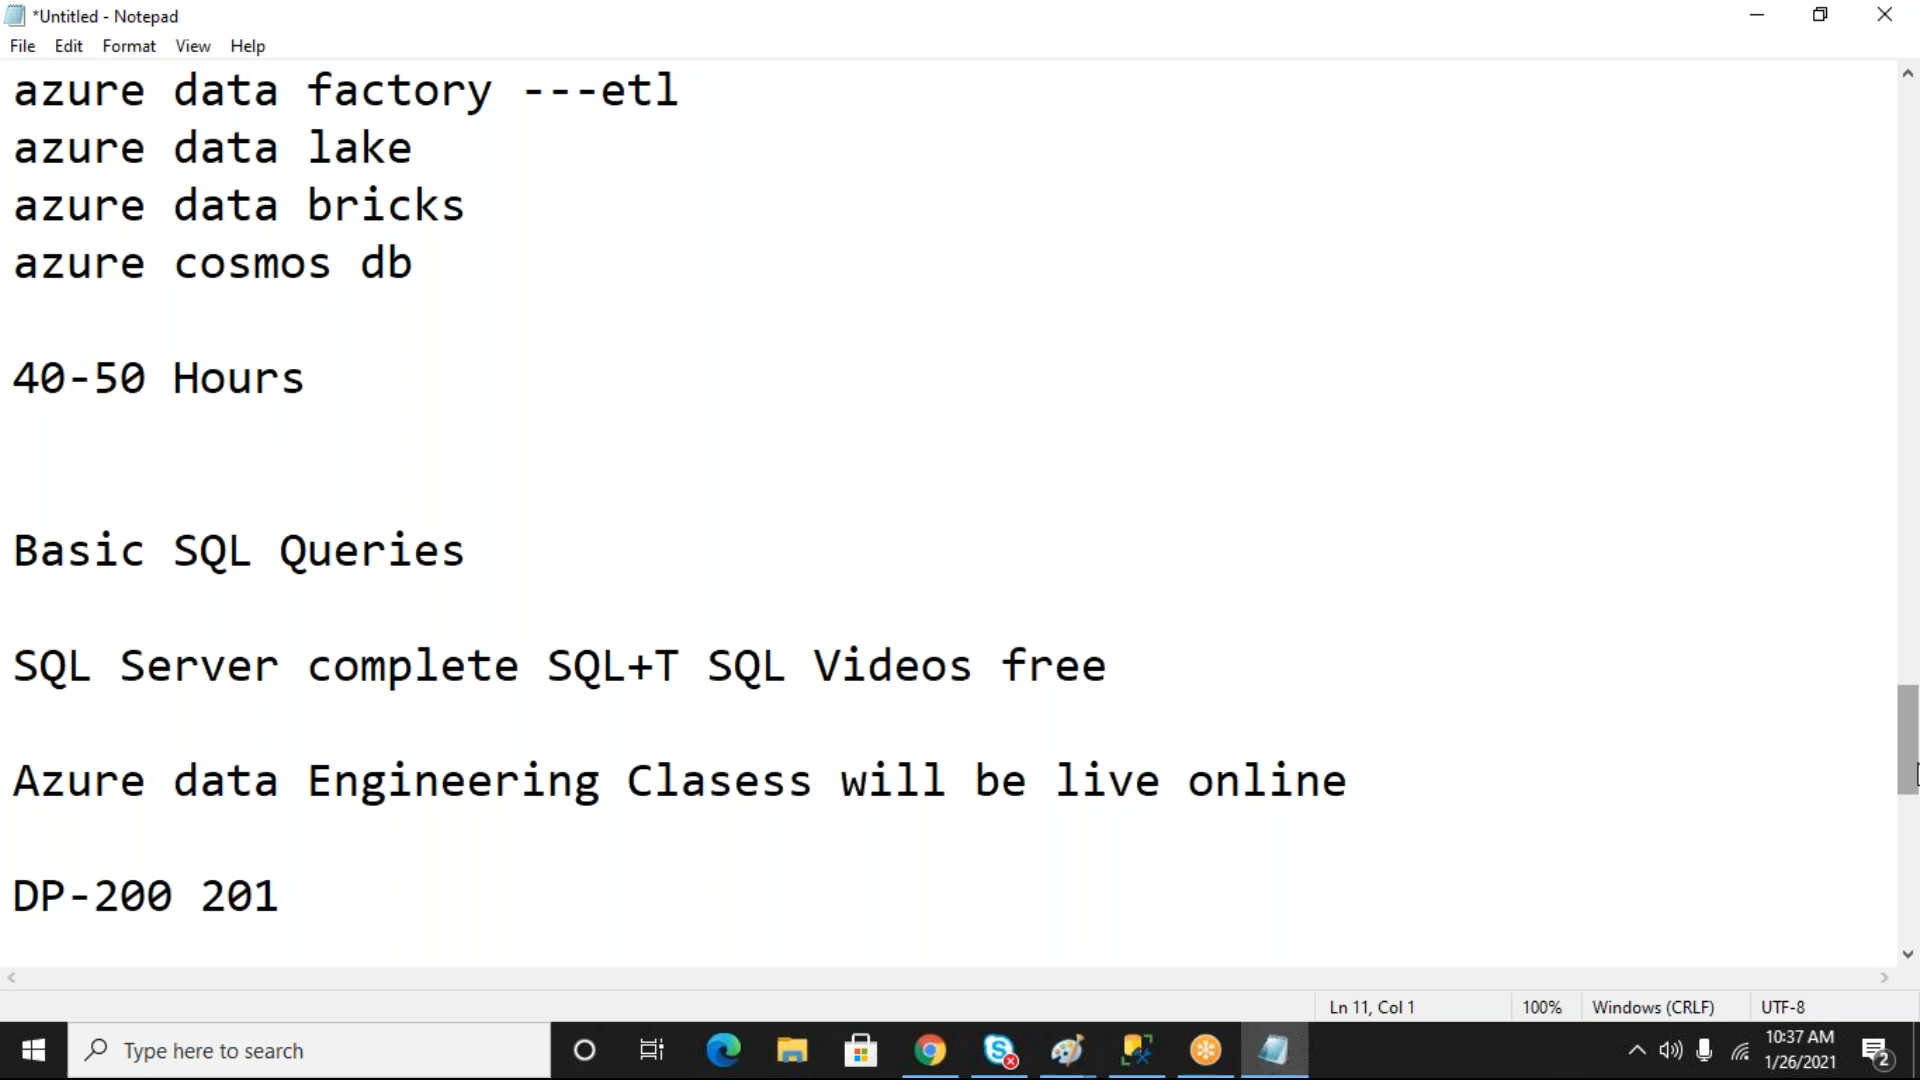 *Untitled - Notepad
File Edit Format View Help
azure data factory ---etl
azure data lake
azure data bricks
azure cosmos db
40-50 Hours
Basic SQL Queries
SQL Server complete SQL+T SQL Videos free
Azure data Engineering Clasess will be live online
DP-200 201
Ln 11, Col 1 100% Windows (CRLF) UTF-8
Type here to search
10:37 AM
1/26/2021
2